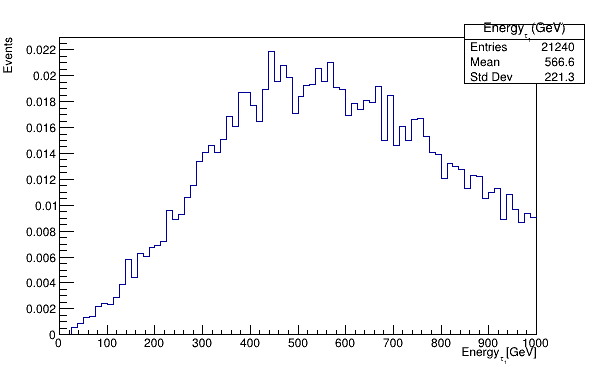 Energy_τ₁ (GeV)
Entries 21240
Mean 566.6
Std Dev 221.3
Events
0.022
0.02
0.018
0.016
0.014
0.012
0.01
0.008
0.006
0.004
0.002
0
0 100 200 300 400 500 600 700 800 900 1000
Energy_τ₁ [GeV]